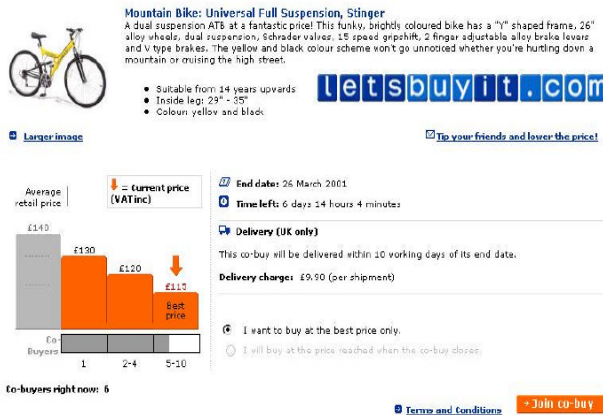 Mountain Bike: Universal Full Suspension, Stinger
A dual suspension ATB at a fantastic price! This funky, brightly coloured bike has a "Y" shaped frame, 26"
alloy wheels, dual suspension, Schrader valves, 15 speed gripshift, 2 finger adjustable alloy brake levers
and V type brakes. The yellow and black colour scheme won't go unnoticed whether you're hurtling down a
mountain or cruising the high street.
• Suitable from 14 years upwards
• Inside leg: 29" - 35"
• Colour: yellow and black
letsbuyit.com
Larger image
Tip your friends and lower the price!
Average
retail price
= Current price
(VAT inc)
End date: 26 March 2001
Time left: 6 days 14 hours 4 minutes
£140
£130
£120
£115
Best
price
Delivery (UK only)
This co-buy will be delivered within 10 working days of its end date.
Delivery charge: £9.90 (per shipment)
I want to buy at the best price only.
I will buy at the price reached when the co-buy closes.
Co-
Buyers
1 2-4 5-10
Co-buyers right now: 6
Terms and Conditions
Join co-buy